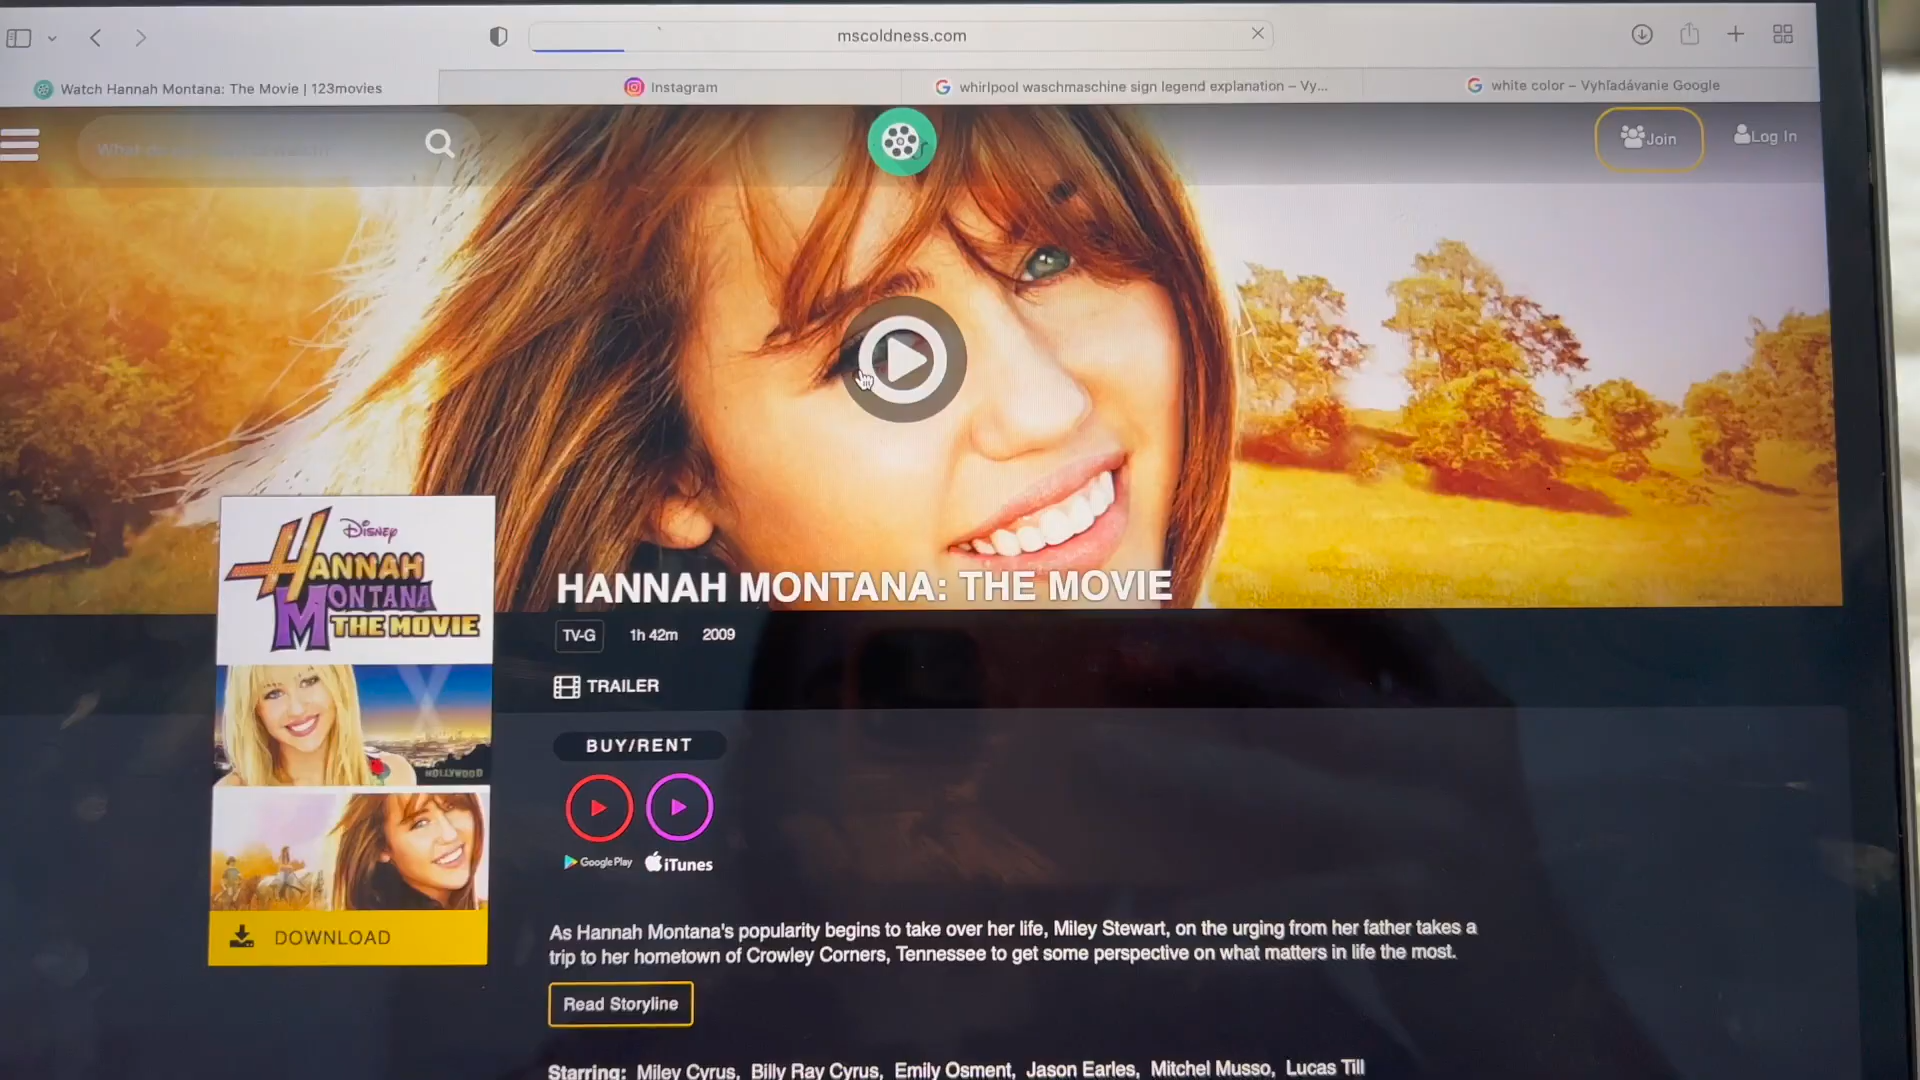 mscoldness.com
Watch Hannah Montana: The Movie | 123movies
Instagram
whirlpool waschmaschine sign legend explanation – Vy...
white color – Vyhľadávanie Google
Join
Log In
HANNAH MONTANA: THE MOVIE
TV-G 1h 42m 2009
TRAILER
BUY/RENT
Google Play
iTunes
Disney
HANNAH
MONTANA
THE MOVIE
HOLLYWOOD
DOWNLOAD
As Hannah Montana's popularity begins to take over her life, Miley Stewart, on the urging from her father takes a
trip to her hometown of Crowley Corners, Tennessee to get some perspective on what matters in life the most.
Read Storyline
Starring: Miley Cyrus, Billy Ray Cyrus, Emily Osment, Jason Earles, Mitchel Musso, Lucas Till